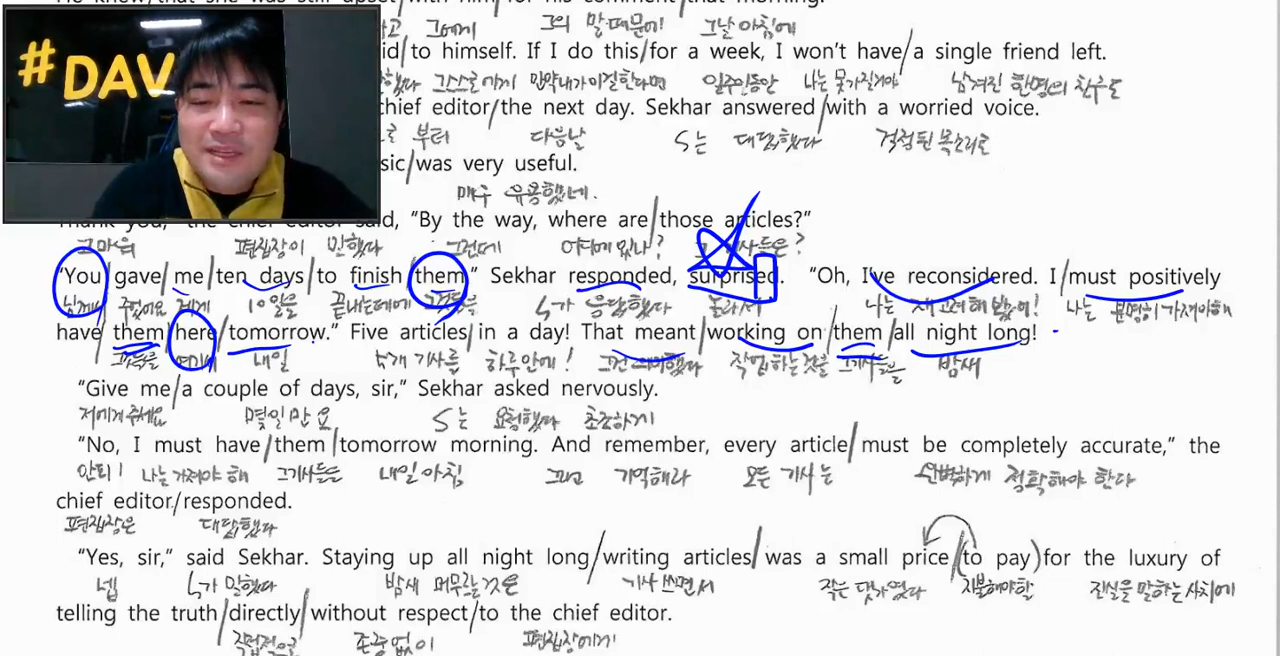 He knew that she was still upset with him for his comment that morning.
그에게 그의 말 때문에! 그날 아침에
#DAV
to himself. If I do this/for a week, I won't have/a single friend left.
그스스로에게 만약내가이걸한다면 일주일동안 나는 못가질거야 남겨진 한명의 친구를
chief editor/the next day. Sekhar answered/with a worried voice.
부터 다음날 S는 대답했다 걱정된 목소리로
was very useful.
매우 유용했네.
"By the way, where are/those articles?"
고마워 편집장이 말했다 그런데 어디에 있나? 그 기사들은?
"You/gave/me/ten days/to finish/them." Sekhar responded, surprised. "Oh, I've reconsidered. I/must positively
주었어요 제게 10일을 끝내는데에 그것들을 S가 응답했다 놀라서 나는 재고려해 봤어! 나는 분명히 가져야해
have/them/here/tomorrow." Five articles/in a day! That meant/working on/them/all night long!
그것들을 여기에 내일 5개 기사를 하루안에! 그건 의미했다 작업하는것을 그기사들을 밤새
"Give me/a couple of days, sir," Sekhar asked nervously.
저에게주세요 몇일만요 S는 요청했다 초조하게
"No, I must have/them/tomorrow morning. And remember, every article/must be completely accurate," the
안돼! 나는가져야해 그기사들을 내일아침 그리고 기억해라 모든 기사는 완벽하게 정확해야 한다
chief editor/responded.
편집장은 대답했다
"Yes, sir," said Sekhar. Staying up all night long/writing articles/was a small price/(to pay)for the luxury of
넵 S가 말했다 밤새 머무르는것은 기사쓰면서 작은 댓가였다 지불해야할 진실을 말하는사치에
telling the truth/directly/without respect/to the chief editor.
직접적으로 존중없이 편집장에게